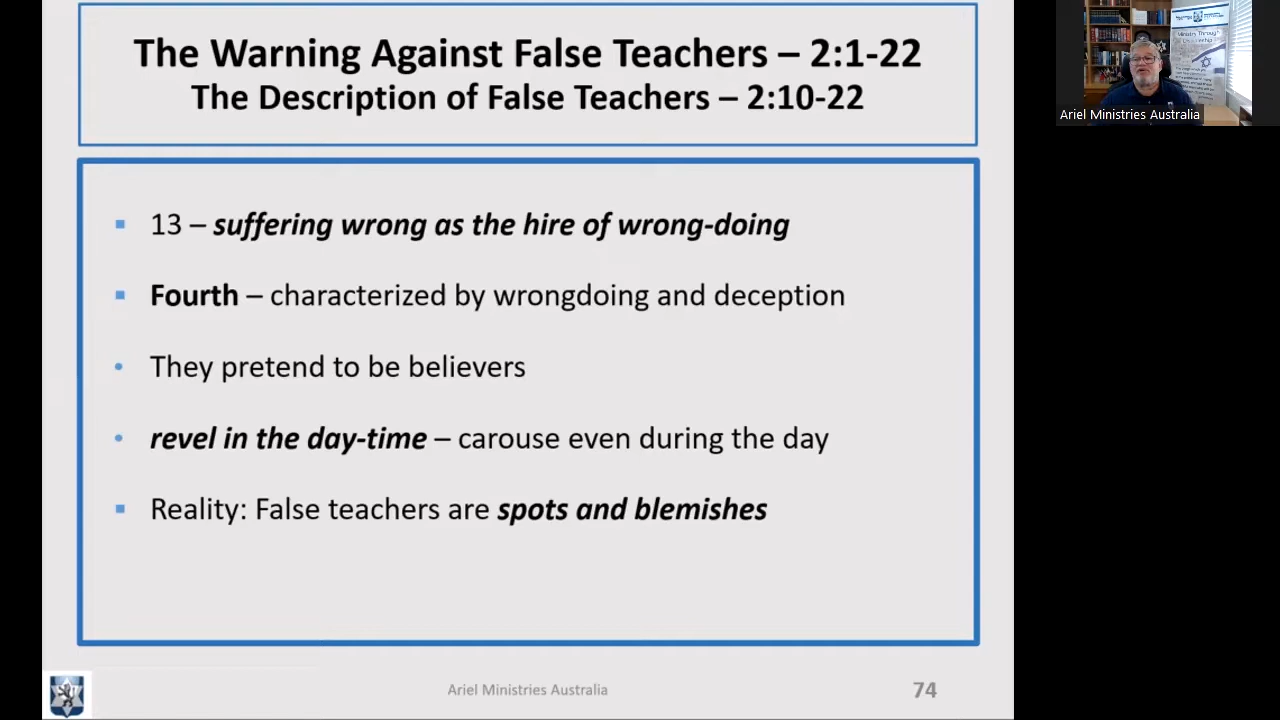 The Warning Against False Teachers – 2:1-22
The Description of False Teachers – 2:10-22
13 – suffering wrong as the hire of wrong-doing
Fourth – characterized by wrongdoing and deception
They pretend to be believers
revel in the day-time – carouse even during the day
Reality: False teachers are spots and blemishes
Ariel Ministries Australia
74
Ministry Through
Discipleship
Ariel Ministries Australia